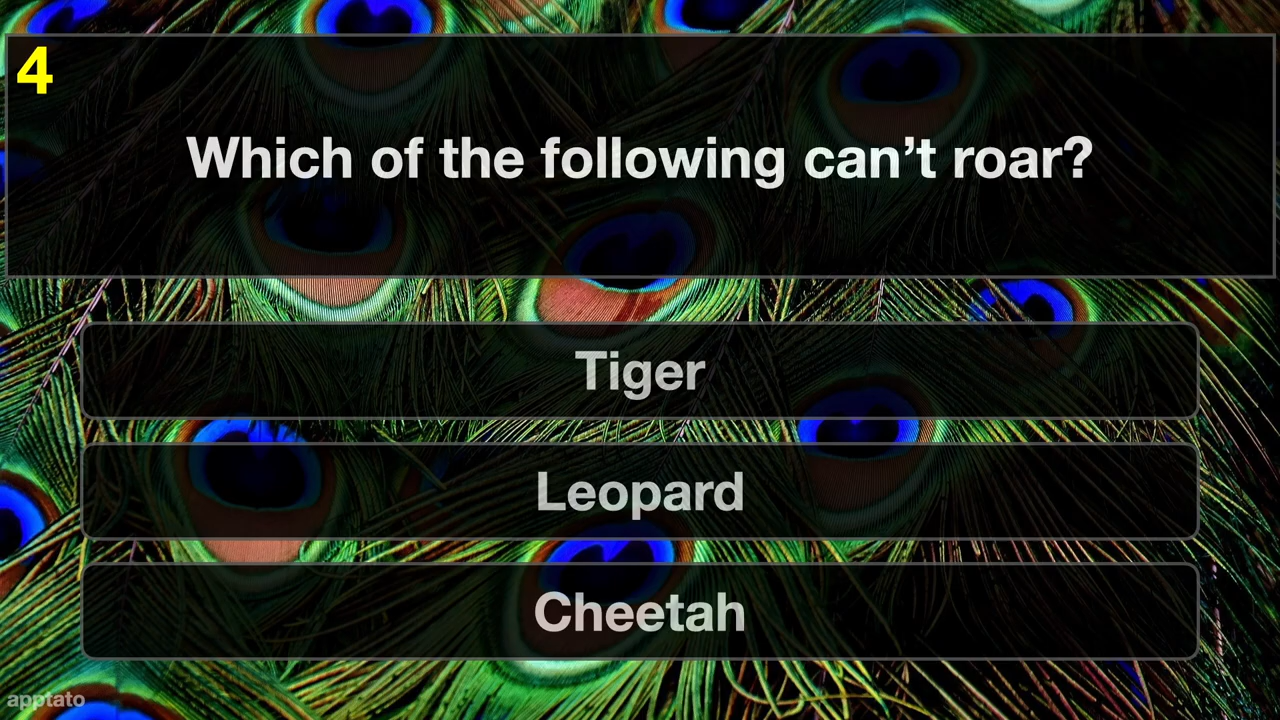 4
Which of the following can’t roar?
Tiger
Leopard
Cheetah
apptato